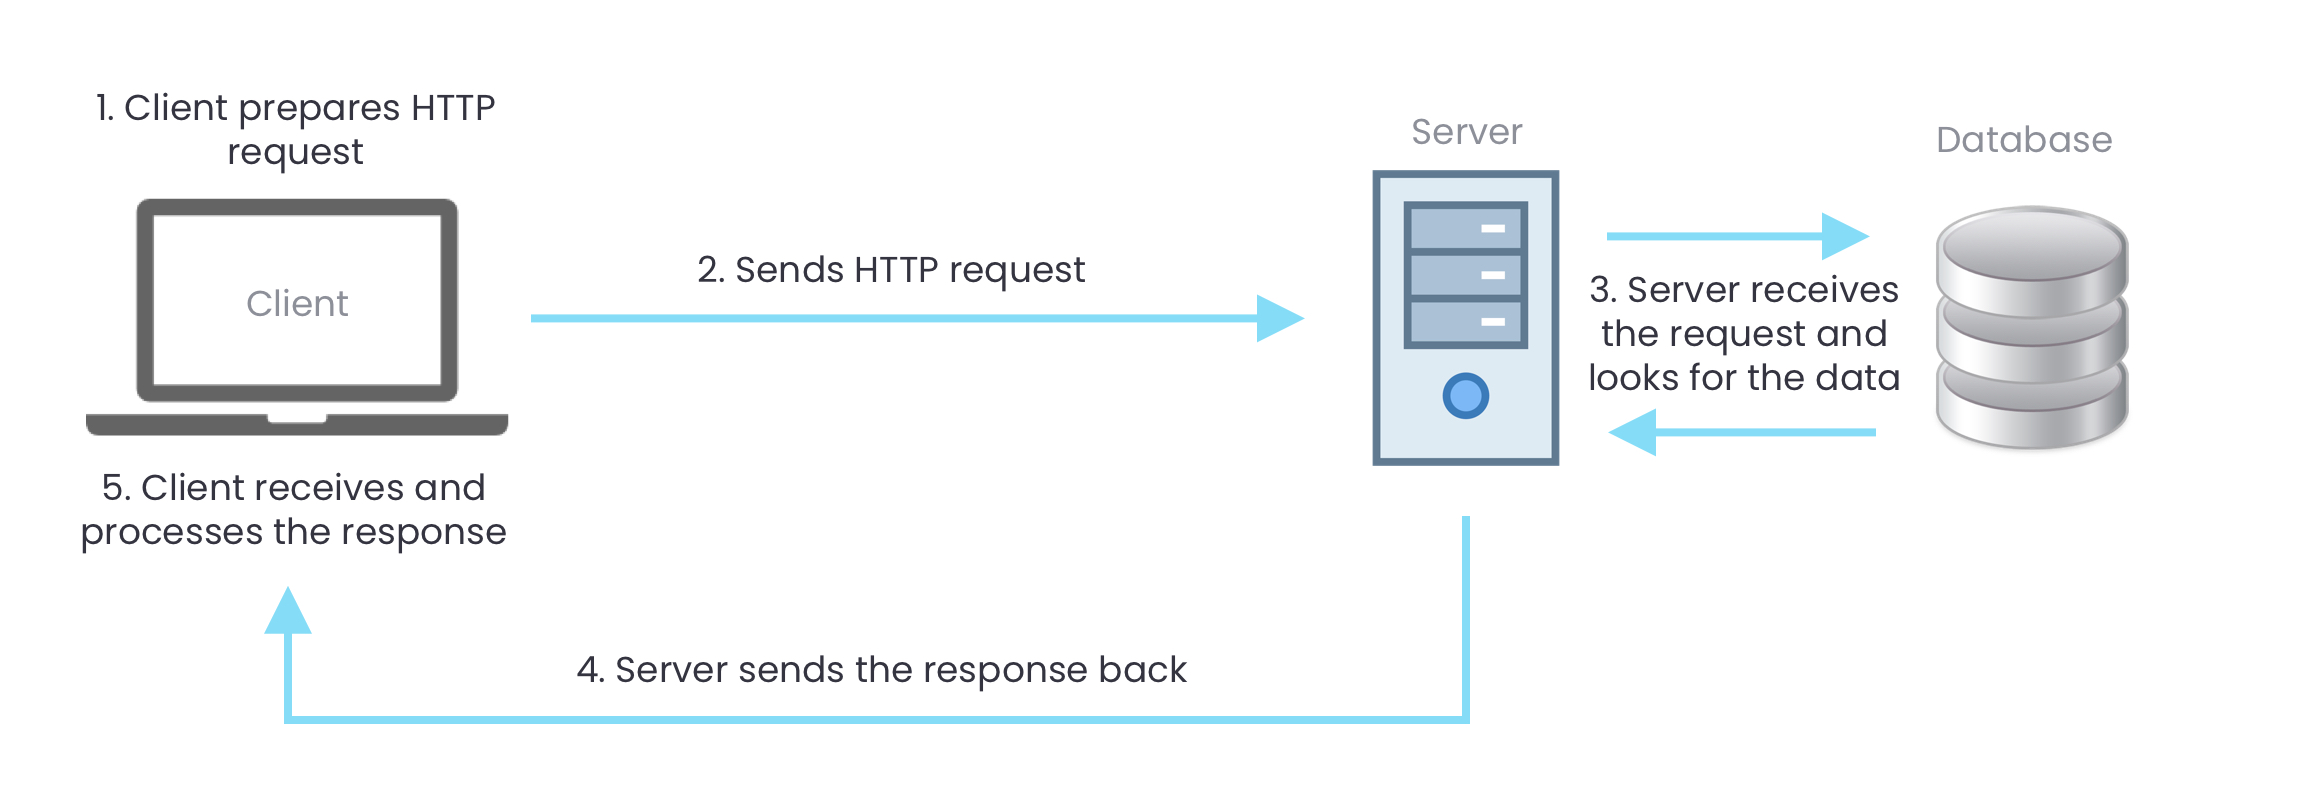 1. Client prepares HTTP
request
Client
5. Client receives and
processes the response
2. Sends HTTP request
Server
3. Server receives
the request and
looks for the data
Database
4. Server sends the response back